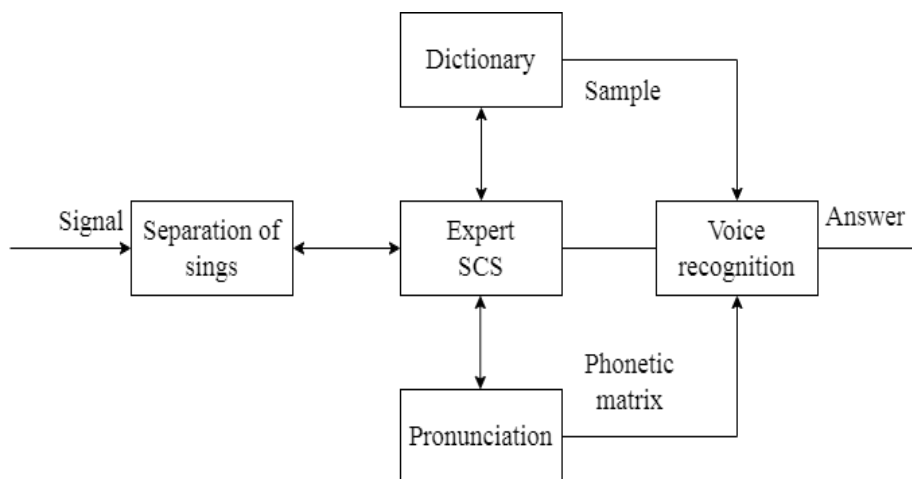 Dictionary
Sample
Signal
Separation of
sings
Expert
SCS
Voice
recognition
Answer
Phonetic
matrix
Pronunciation